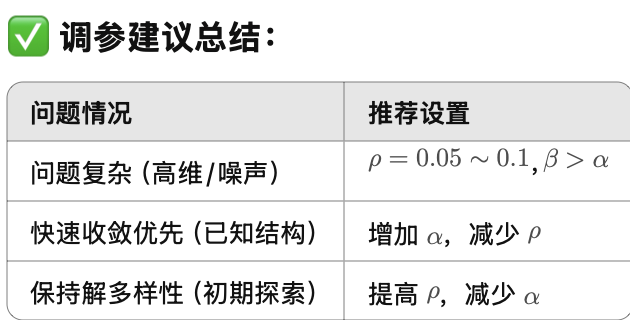 ✅ 调参建议总结：
问题情况 推荐设置
问题复杂（高维/噪声） ρ = 0.05 ∼ 0.1, β > α
快速收敛优先（已知结构） 增加 α，减少 ρ
保持解多样性（初期探索） 提高 ρ，减少 α